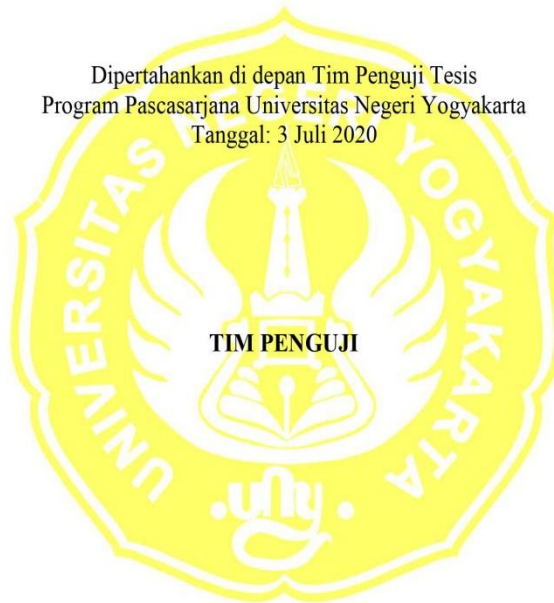 Dipertahankan di depan Tim Penguji Tesis
Program Pascasarjana Universitas Negeri Yogyakarta
Tanggal: 3 Juli 2020
UNIVERSITAS NEGERI YOGYAKARTA
TIM PENGUJI
uny